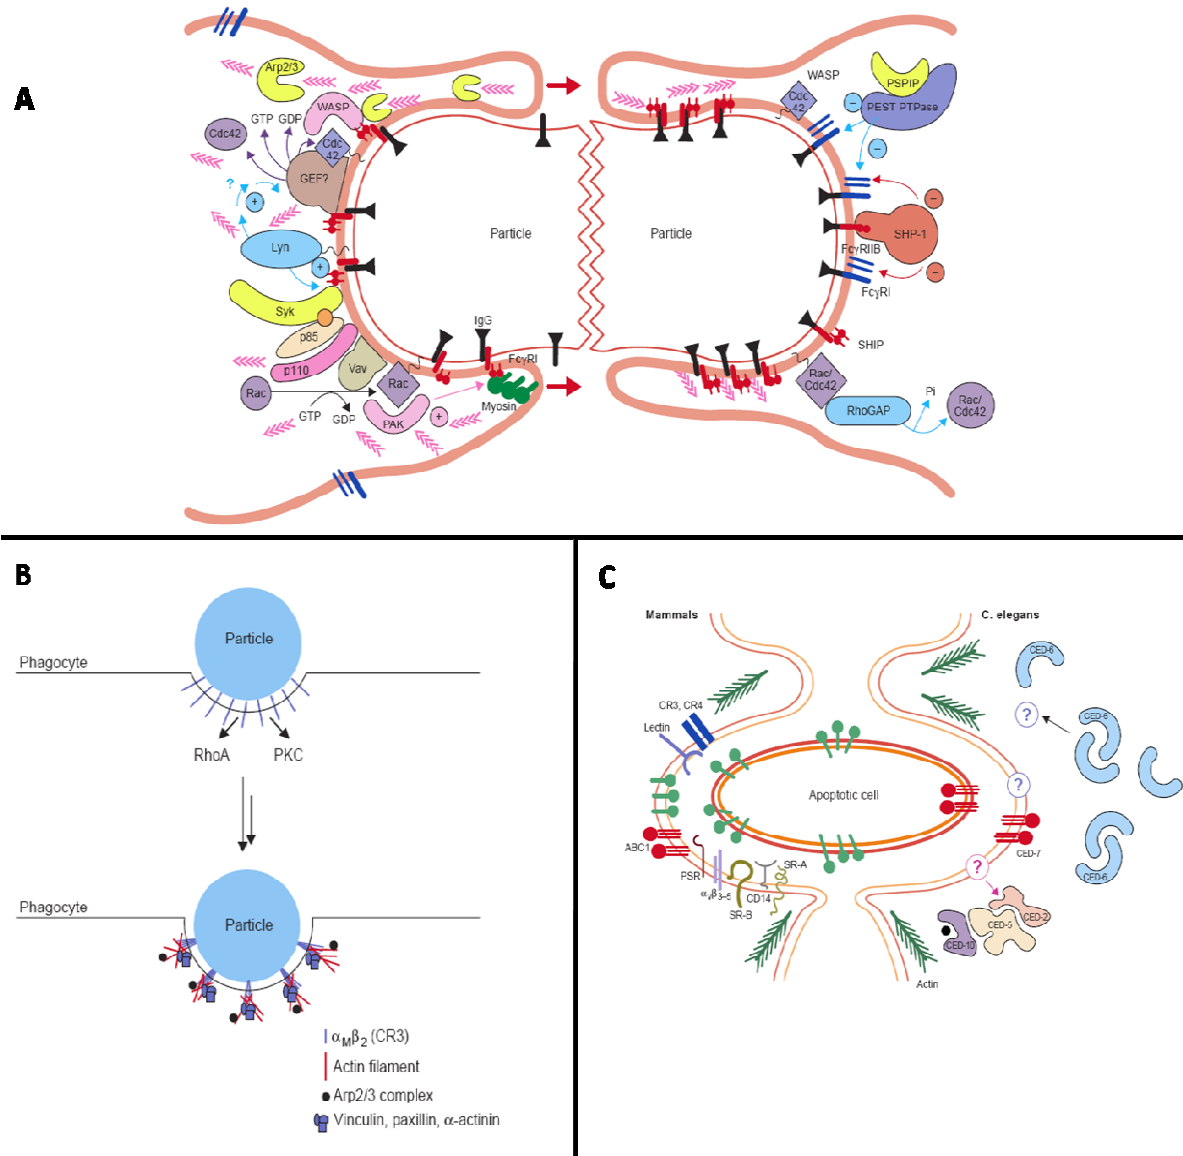 A
Arp2/3
WASP
GTP GDP
Cdc42
Cdc
42
GEF?
?
+
Lyn
+
Syk
p85
p110
Vav
Rac
Rac
GTP
GDP
PAK
+
Myosin
IgG
FcγRI
Particle
Particle
WASP
Cdc
42
PSPIP
PEST PTPase
−
−
−
SHP-1
FcγRIIB
−
FcγRI
SHIP
Rac/
Cdc42
RhoGAP
Pi
Rac/
Cdc42
B
Particle
Phagocyte
RhoA
PKC
Phagocyte
Particle
αMβ2 (CR3)
Actin filament
Arp2/3 complex
Vinculin, paxillin, α-actinin
C
Mammals
C. elegans
CED-6
CR3, CR4
Lectin
?
CED-6
?
Apoptotic cell
ABC1
CED-7
PSR
αvβ3–5
SR-B
CD14
SR-A
?
CED-6
CED-2
CED-5
CED-10
Actin